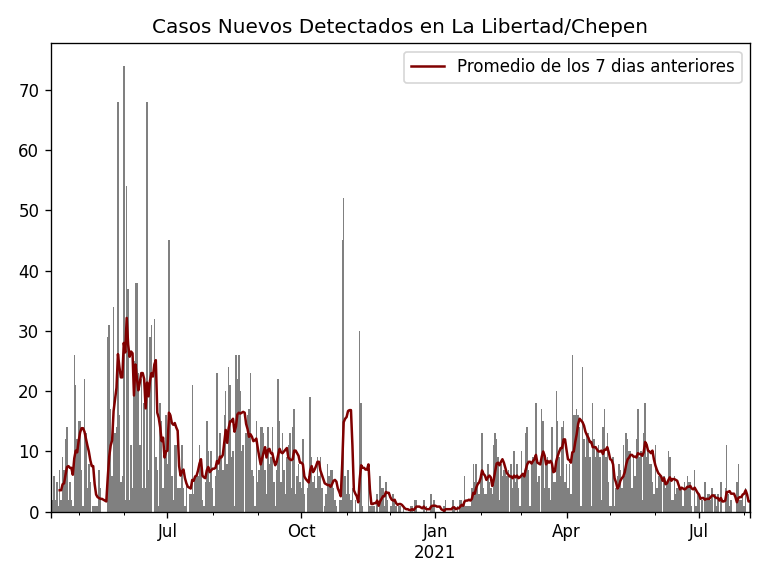 Casos Nuevos Detectados en La Libertad/Chepen
Promedio de los 7 dias anteriores
70
60
50
40
30
20
10
0
Jul
Oct
Jan
2021
Apr
Jul